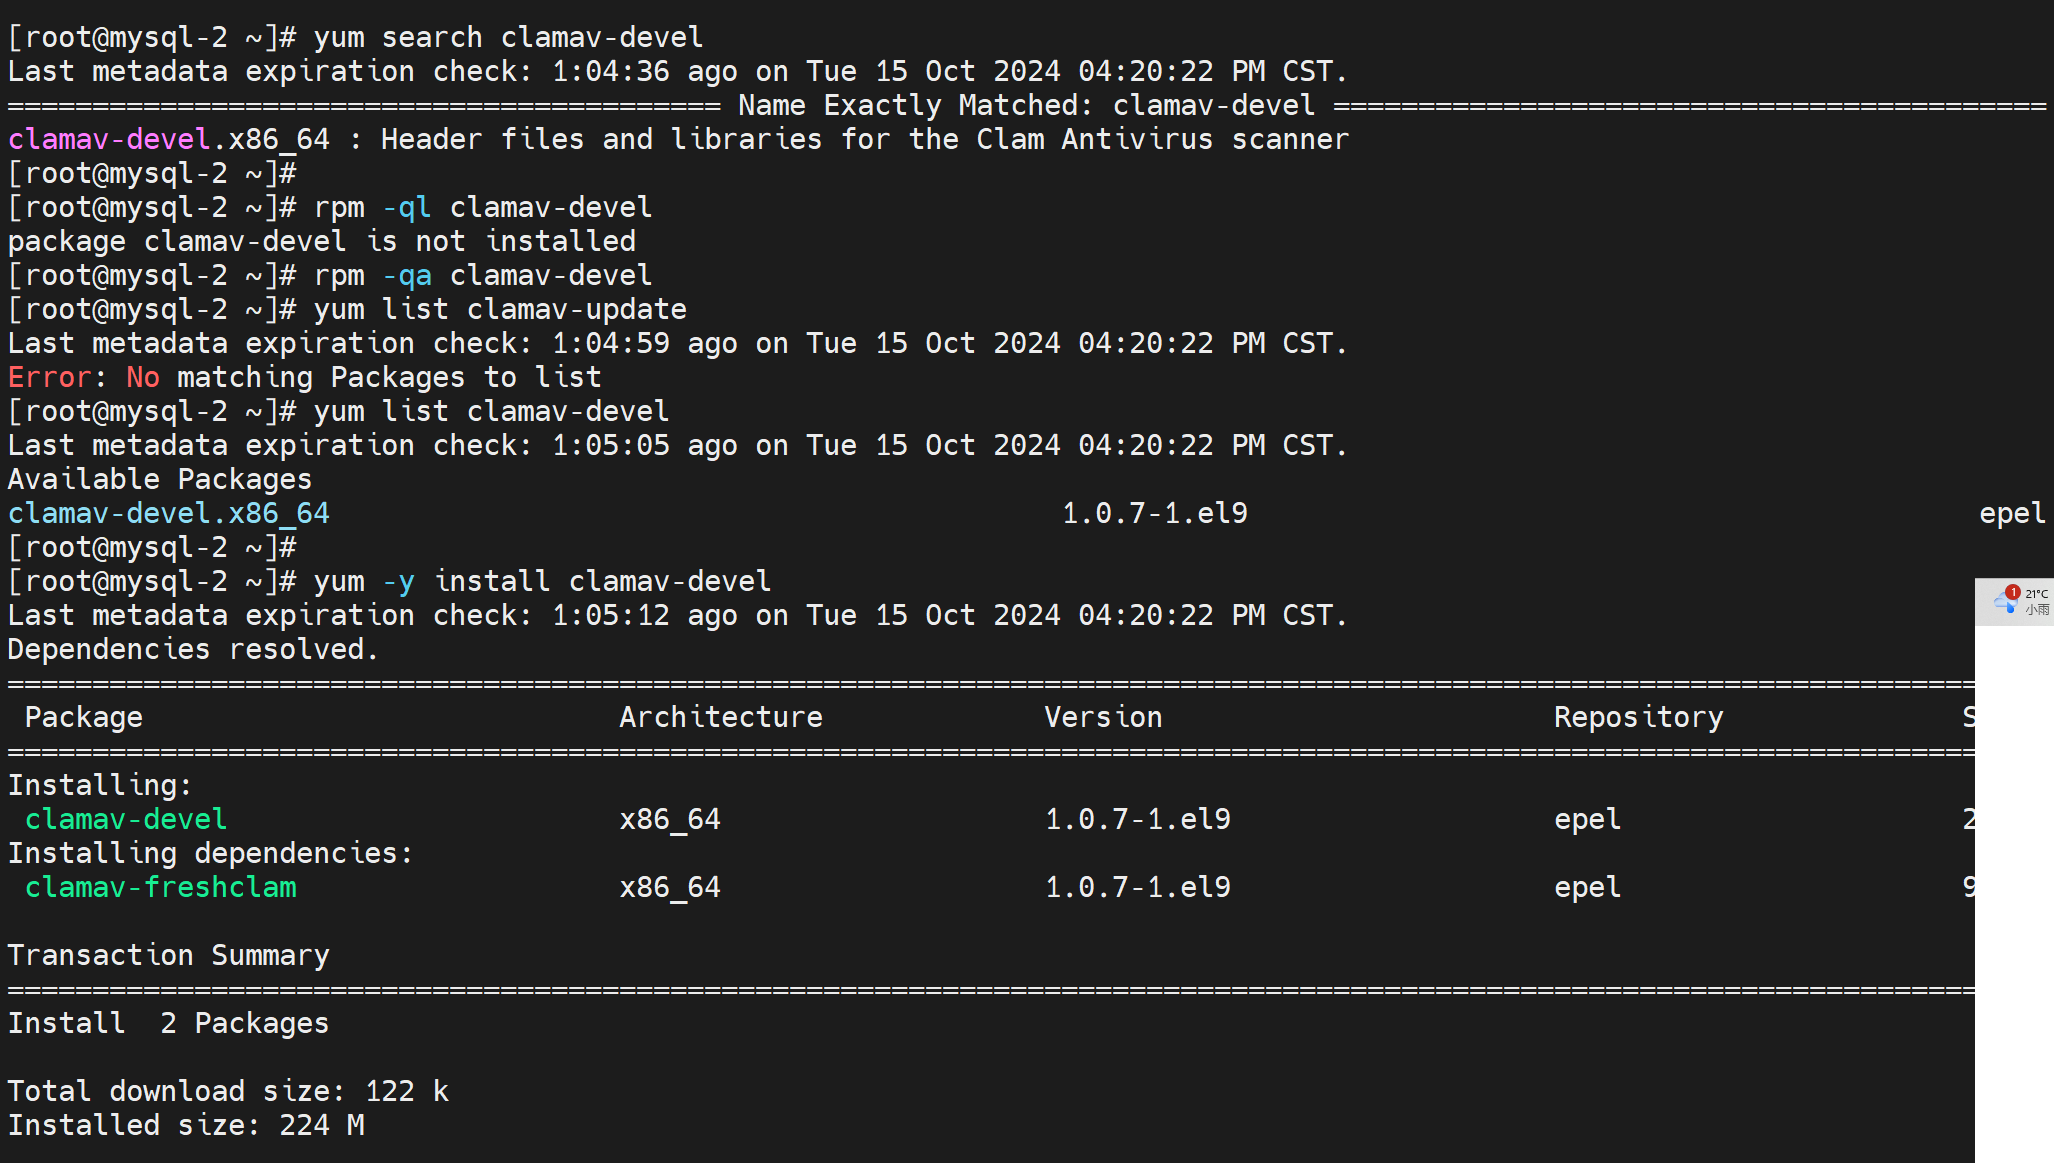 [root@mysql-2 ~]# yum search clamav-devel
Last metadata expiration check: 1:04:36 ago on Tue 15 Oct 2024 04:20:22 PM CST.
========================================== Name Exactly Matched: clamav-devel ==========================================
clamav-devel.x86_64 : Header files and libraries for the Clam Antivirus scanner
[root@mysql-2 ~]#
[root@mysql-2 ~]# rpm -ql clamav-devel
package clamav-devel is not installed
[root@mysql-2 ~]# rpm -qa clamav-devel
[root@mysql-2 ~]# yum list clamav-update
Last metadata expiration check: 1:04:59 ago on Tue 15 Oct 2024 04:20:22 PM CST.
Error: No matching Packages to list
[root@mysql-2 ~]# yum list clamav-devel
Last metadata expiration check: 1:05:05 ago on Tue 15 Oct 2024 04:20:22 PM CST.
Available Packages
clamav-devel.x86_64 1.0.7-1.el9 epel
[root@mysql-2 ~]#
[root@mysql-2 ~]# yum -y install clamav-devel
1 21°C
小雨
Last metadata expiration check: 1:05:12 ago on Tue 15 Oct 2024 04:20:22 PM CST.
Dependencies resolved.
====================================================================================================================
Package Architecture Version Repository S
====================================================================================================================
Installing:
clamav-devel x86_64 1.0.7-1.el9 epel 2
Installing dependencies:
clamav-freshclam x86_64 1.0.7-1.el9 epel 9
Transaction Summary
====================================================================================================================
Install 2 Packages
Total download size: 122 k
Installed size: 224 M